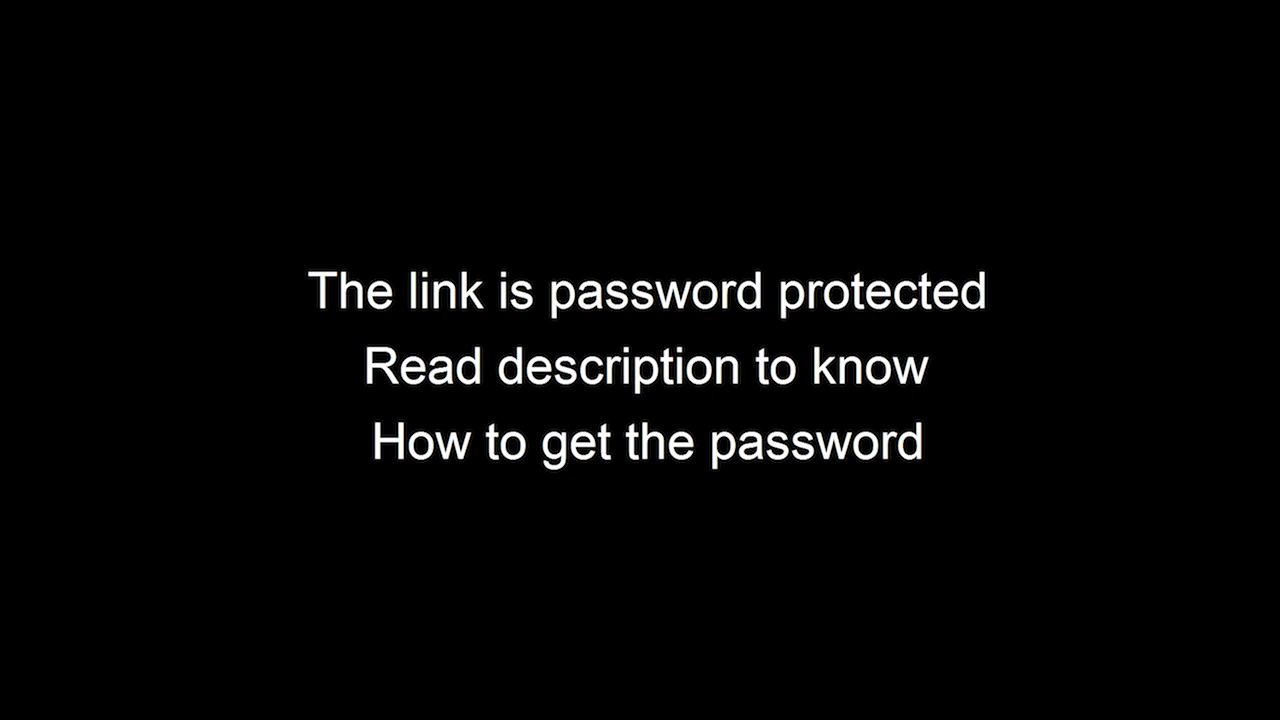 The link is password protected
Read description to know
How to get the password